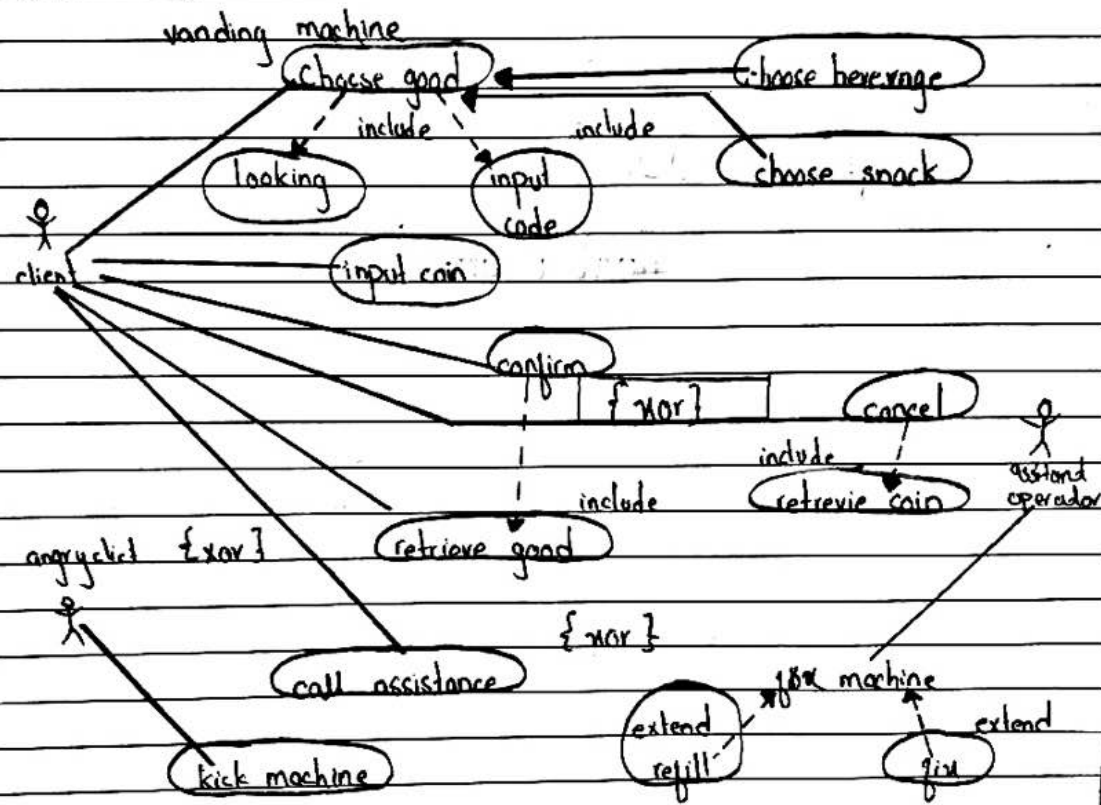 vanding machine
choose good
choose beverage
include
include
looking
input
code
choose snack
client
input coin
confirm
{xor}
cancel
include
retrevie coin
operador
include
retrieve good
{xor}
{xor}
call assistance
machine
extend
extend
refill
kick machine